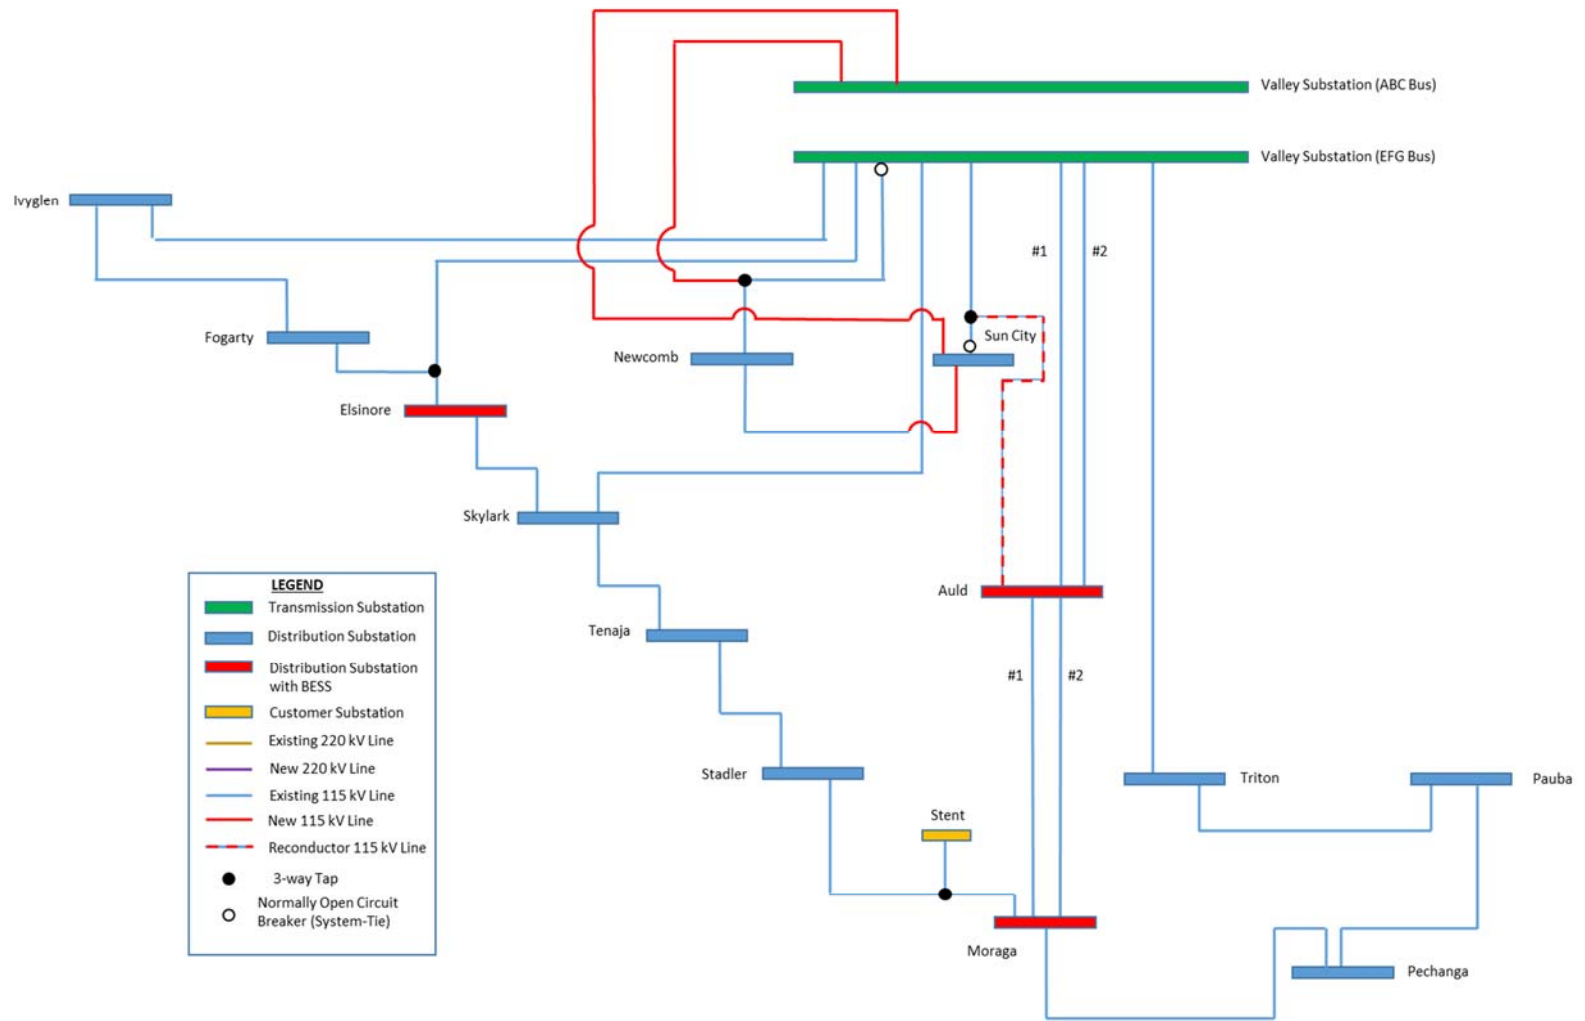 Valley Substation (ABC Bus)
Valley Substation (EFG Bus)
Ivyglen
#1
#2
Fogarty
Newcomb
Sun City
Elsinore
Skylark
Auld
Tenaja
#1
#2
Stadler
Triton
Pauba
Stent
Moraga
Pechanga
LEGEND
Transmission Substation
Distribution Substation
Distribution Substation
with BESS
Customer Substation
Existing 220 kV Line
New 220 kV Line
Existing 115 kV Line
New 115 kV Line
Reconductor 115 kV Line
3-way Tap
Normally Open Circuit
Breaker (System-Tie)